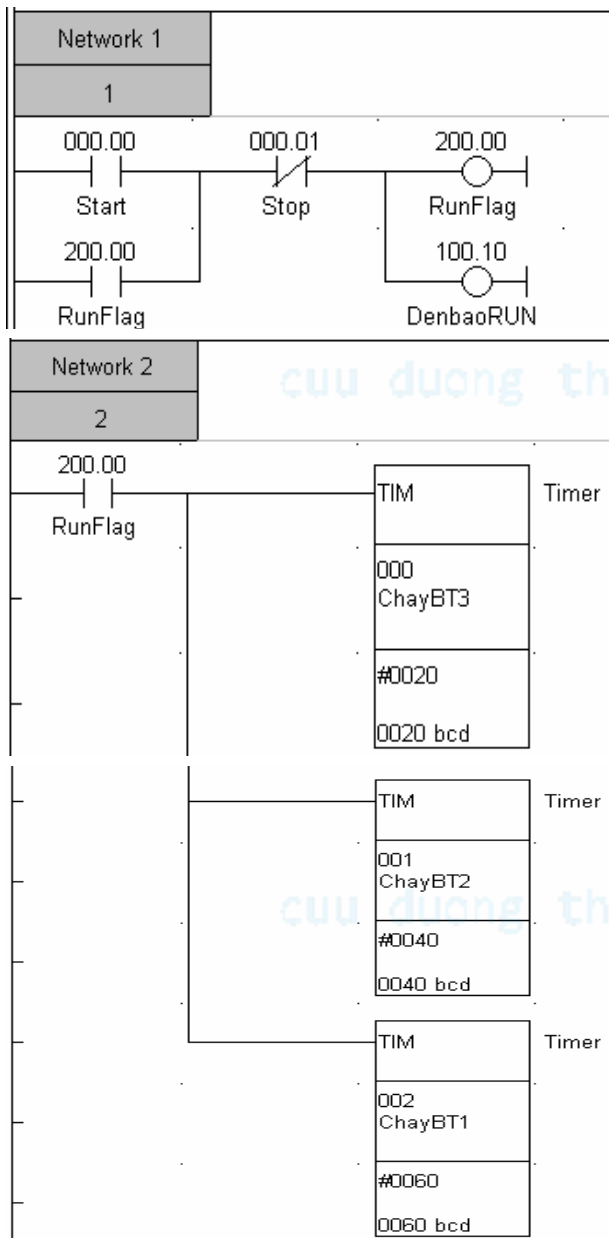 Network 1
1
000.00 000.01 200.00
Start Stop RunFlag
200.00 100.10
RunFlag DenbaoRUN
Network 2
cuu duong th
2
200.00
RunFlag
TIM Timer
000
ChayBT3
#0020
0020 bcd
TIM Timer
001
ChayBT2
cuu duong th
#0040
0040 bcd
TIM Timer
002
ChayBT1
#0060
0060 bcd